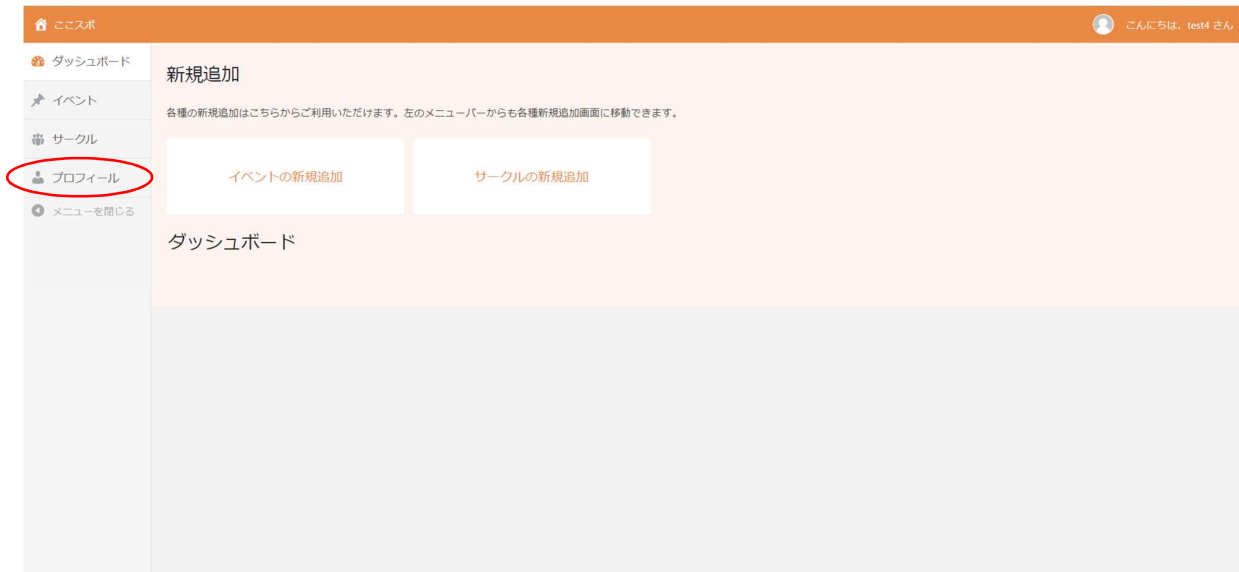 ここスポ
こんにちは、test4 さん
ダッシュボード
イベント
サークル
プロフィール
メニューを閉じる
新規追加
各種の新規追加はこちらからご利用いただけます。左のメニューバーからも各種新規追加画面に移動できます。
イベントの新規追加
サークルの新規追加
ダッシュボード